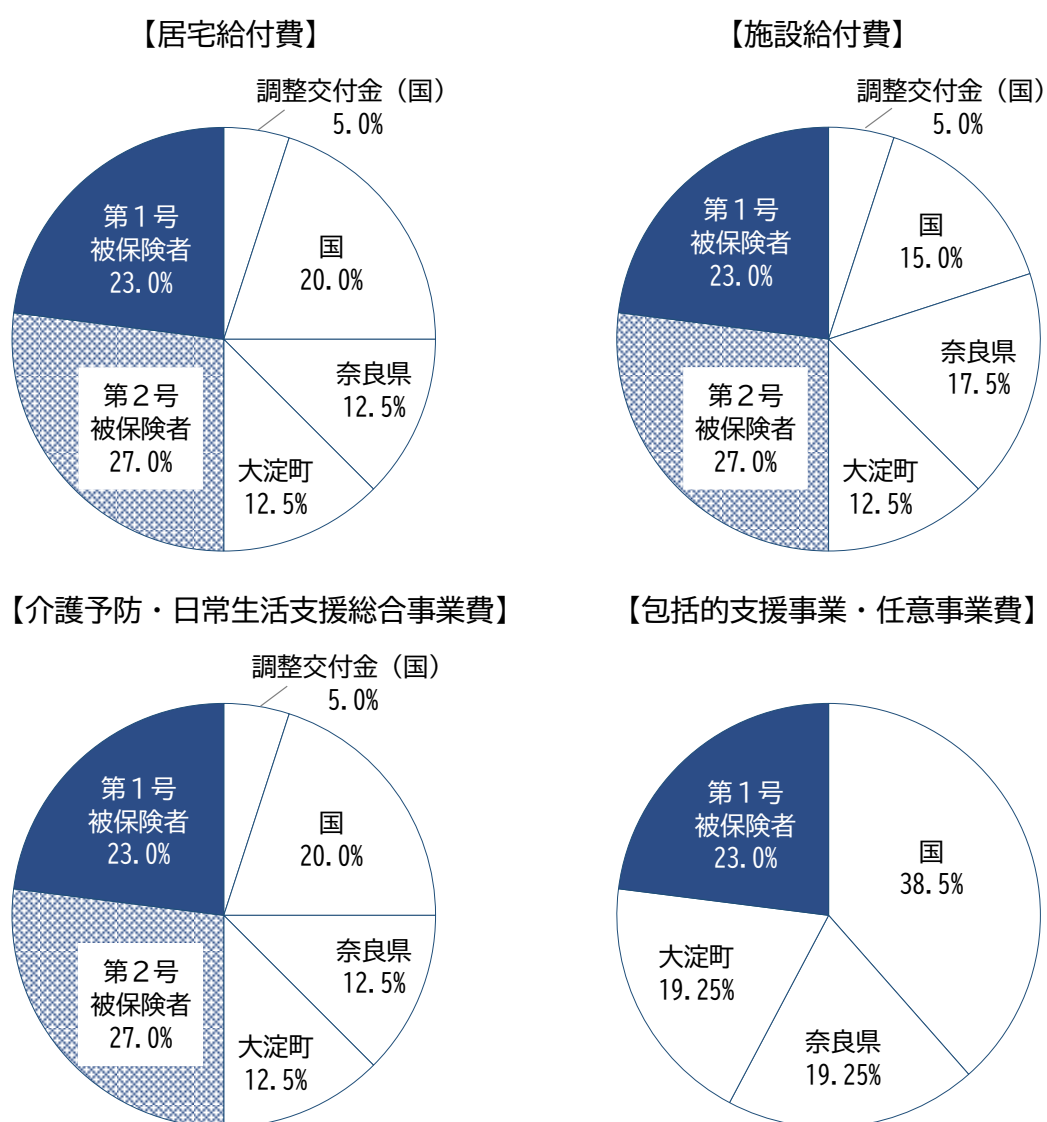 【居宅給付費】
調整交付金（国）
5.0%
国
20.0%
奈良県
12.5%
大淀町
12.5%
第２号
被保険者
27.0%
第１号
被保険者
23.0%
【施設給付費】
調整交付金（国）
5.0%
国
15.0%
奈良県
17.5%
大淀町
12.5%
第２号
被保険者
27.0%
第１号
被保険者
23.0%
【介護予防・日常生活支援総合事業費】
調整交付金（国）
5.0%
国
20.0%
奈良県
12.5%
大淀町
12.5%
第２号
被保険者
27.0%
第１号
被保険者
23.0%
【包括的支援事業・任意事業費】
国
38.5%
奈良県
19.25%
大淀町
19.25%
第１号
被保険者
23.0%